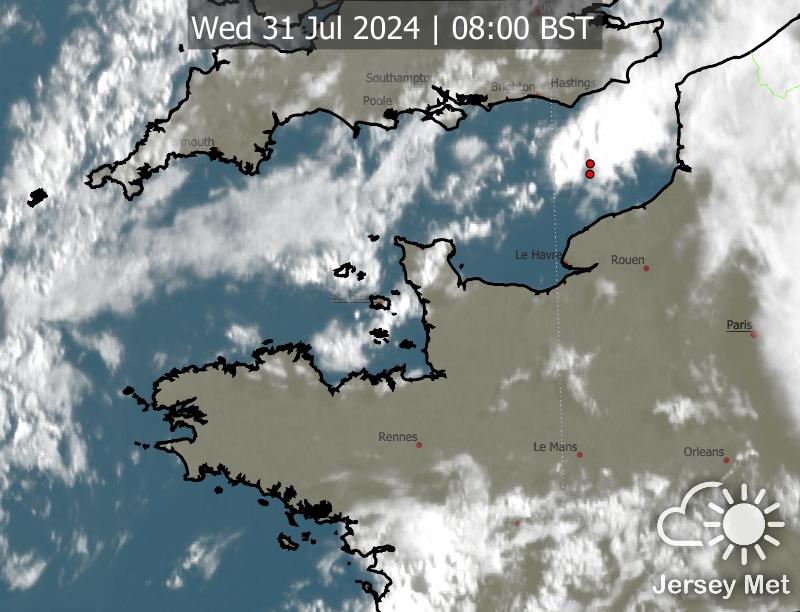 Wed 31 Jul 2024 | 08:00 BST
Southampton
Brighton
Hastings
Poole
mouth
Le Havre
Rouen
Paris
Rennes
Le Mans
Orleans
Jersey Met